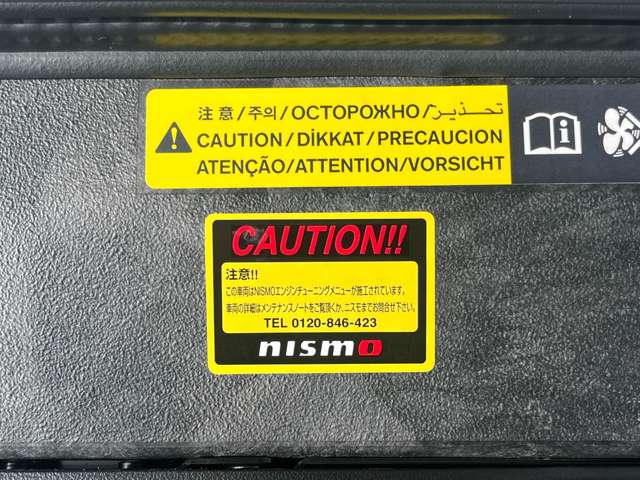 注意/주의/ОСТОРОЖНО/تحذير
CAUTION/DİKKAT/PRECAUCION
ATENÇÃO/ATTENTION/VORSICHT
CAUTION!!
注意!!
この車両はNISMOエンジンチューニングメニューが施工されています。
車両の詳細はメンテナンスノートをご覧頂くか、ニスモまでお問合せ下さい。
TEL 0120-846-423
nismo